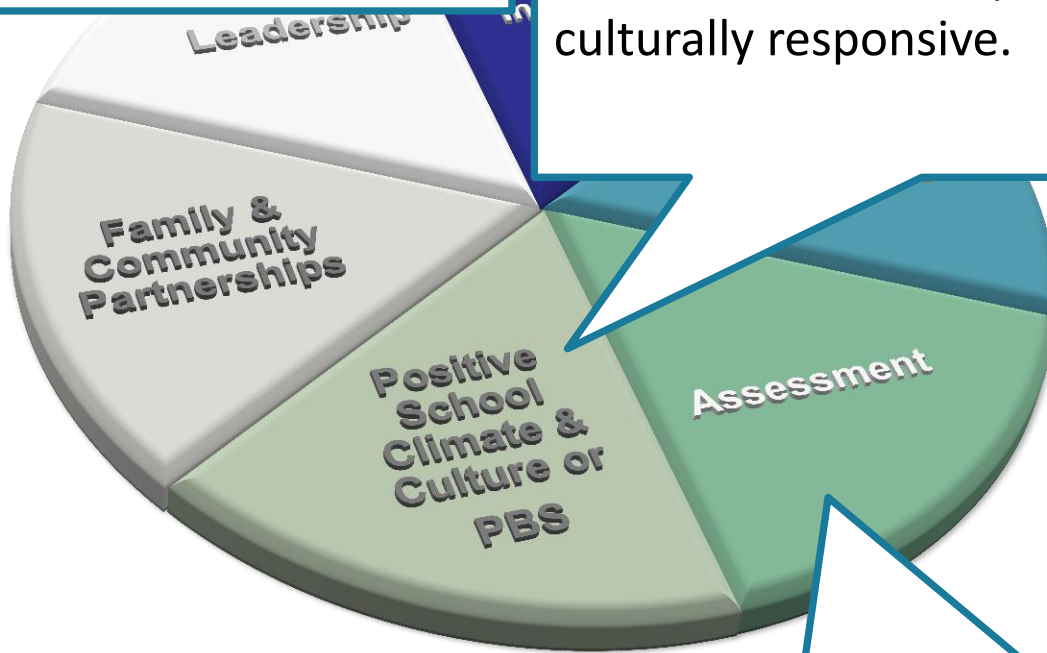 culturally responsive.
Leadership
Family &
Community
Partnerships
Positive
School
Climate &
Culture or
PBS
Assessment